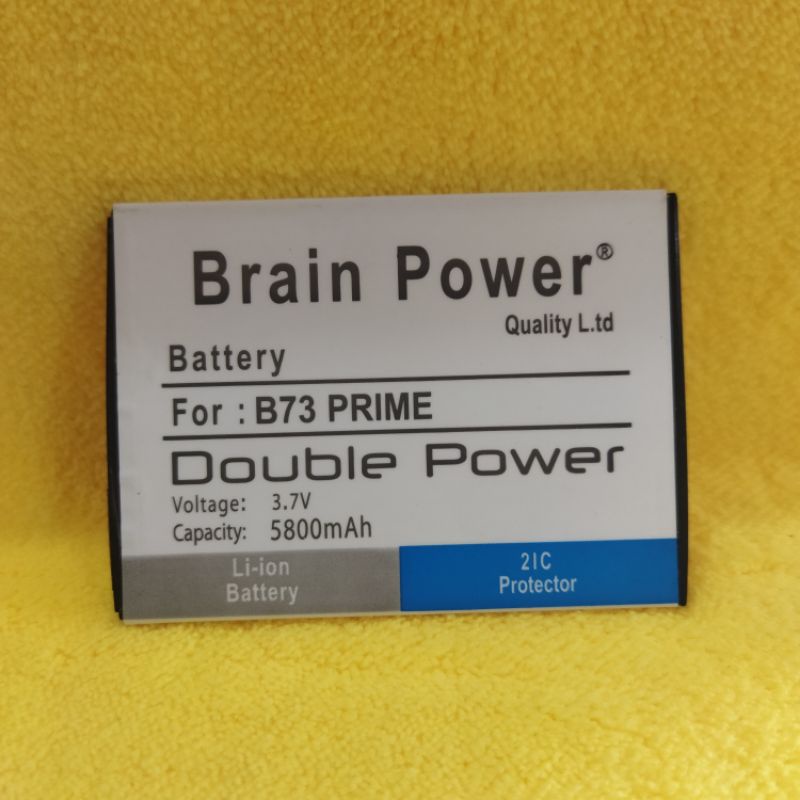 Brain Power®
Quality L.td
Battery
For : B73 PRIME
Double Power
Voltage: 3.7V
Capacity: 5800mAh
Li-ion
Battery
21C
Protector